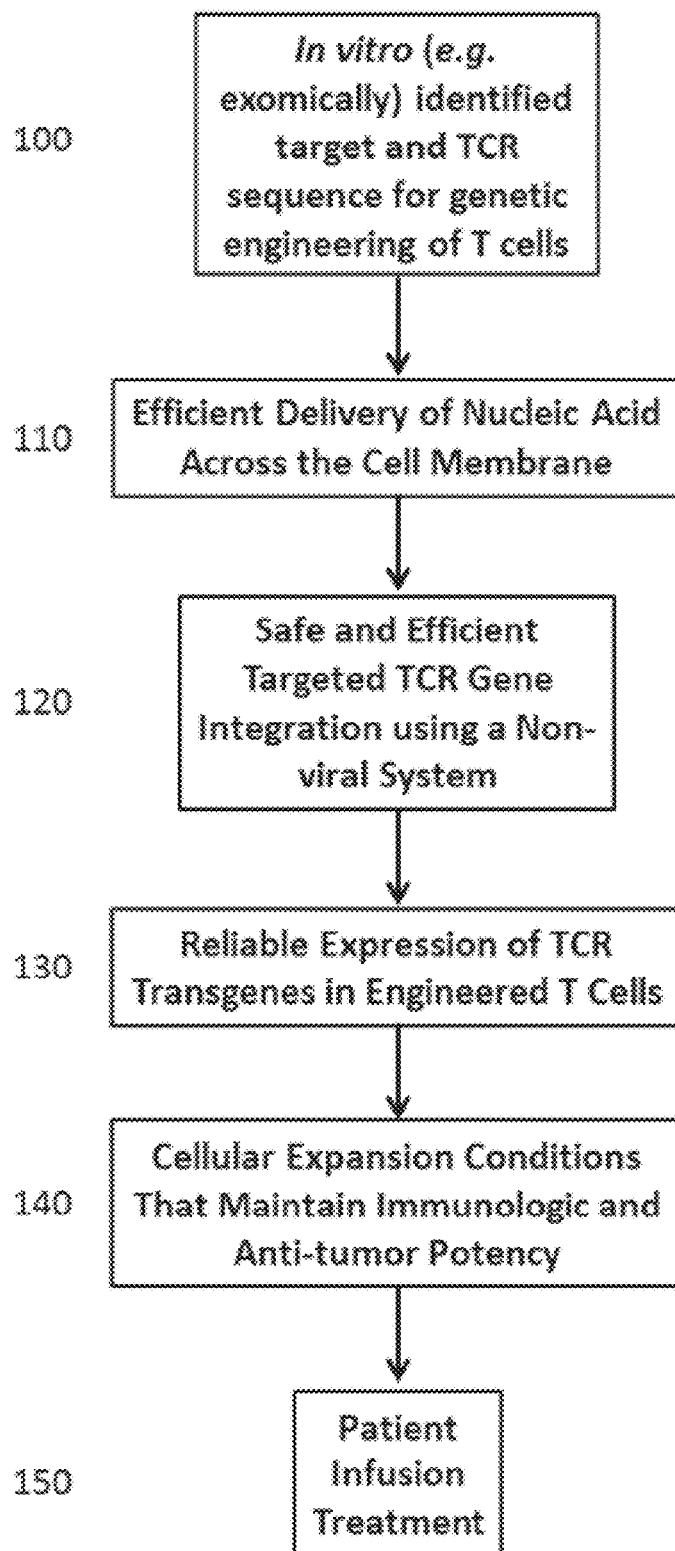 100
In vitro (e.g.
exomically) identified
target and TCR
sequence for genetic
engineering of T cells
110
Efficient Delivery of Nucleic Acid
Across the Cell Membrane
120
Safe and Efficient
Targeted TCR Gene
Integration using a Non-
viral System
130
Reliable Expression of TCR
Transgenes in Engineered T Cells
140
Cellular Expansion Conditions
That Maintain Immunologic and
Anti-tumor Potency
150
Patient
Infusion
Treatment